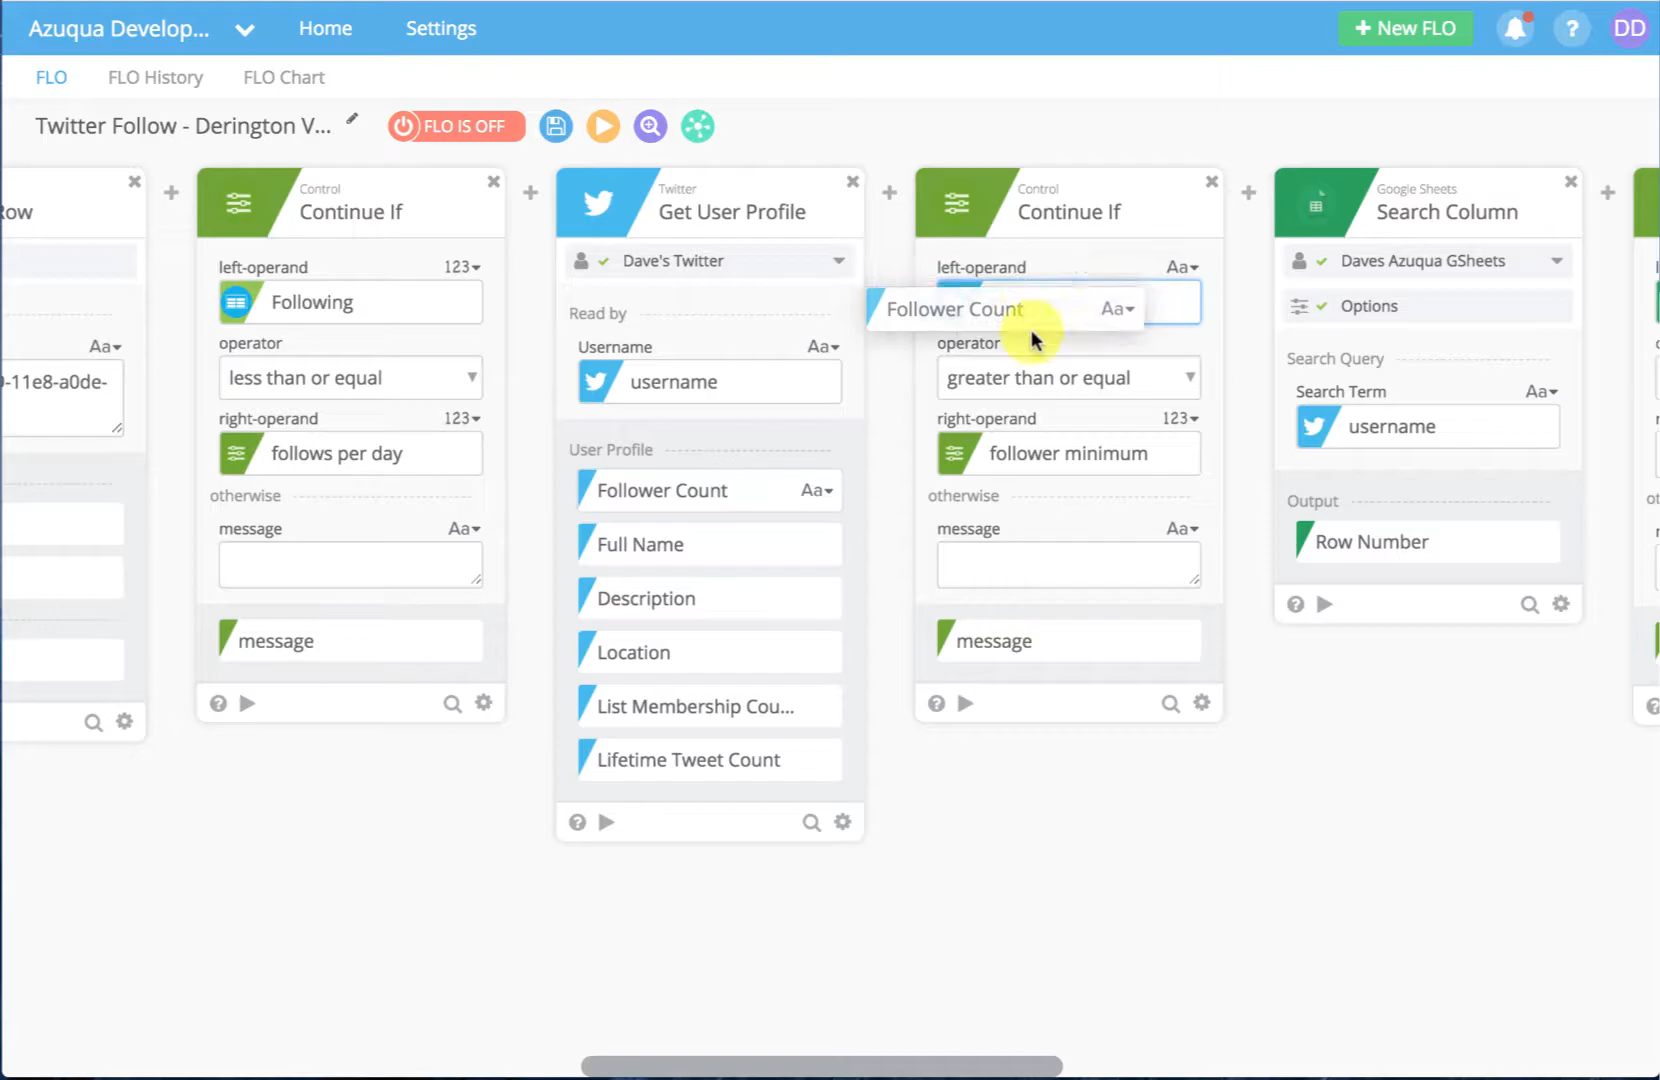 Azuqua Develop...
Home
Settings
+ New FLO
?
DD
FLO
FLO History
FLO Chart
Twitter Follow - Derington V...
FLO IS OFF
Row
Aa
-11e8-a0de-
Control
Continue If
left-operand
123
Following
operator
less than or equal
right-operand
123
follows per day
otherwise
message
Aa
message
Twitter
Get User Profile
Dave's Twitter
Read by
Username
Aa
username
User Profile
Follower Count
Aa
Full Name
Description
Location
List Membership Cou...
Lifetime Tweet Count
Control
Continue If
left-operand
Aa
Follower Count
Aa
operator
greater than or equal
right-operand
123
follower minimum
otherwise
message
Aa
message
Google Sheets
Search Column
Daves Azuqua GSheets
Options
Search Query
Search Term
Aa
username
Output
Row Number